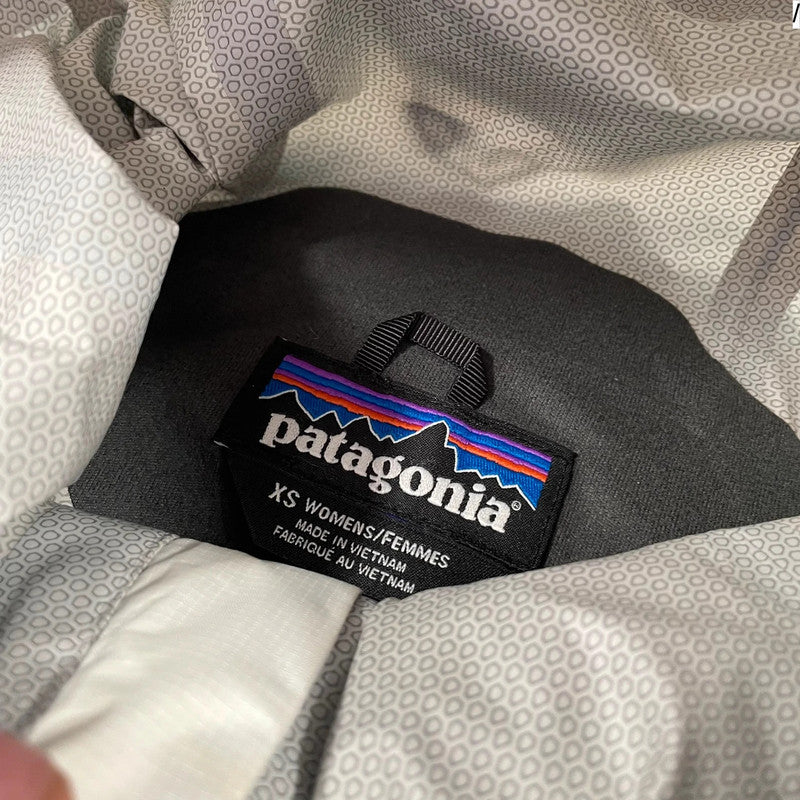 patagonia®
XS WOMENS/FEMMES
MADE IN VIETNAM
FABRIQUÉ AU VIETNAM